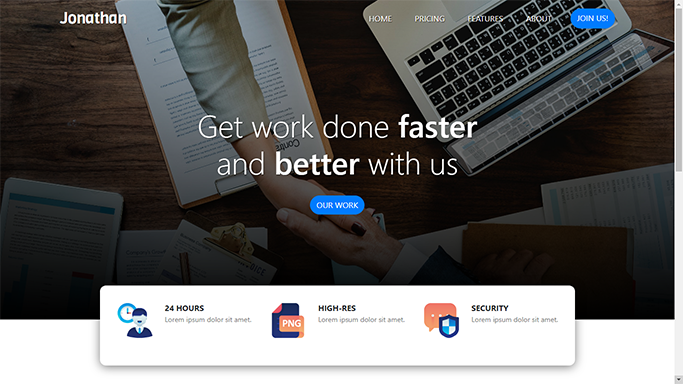 Jonathan
HOME PRICING FEATURES ABOUT JOIN US!
Get work done faster
and better with us
OUR WORK
24 HOURS
Lorem ipsum dolor sit amet.
PNG
HIGH-RES
Lorem ipsum dolor sit amet.
SECURITY
Lorem ipsum dolor sit amet.